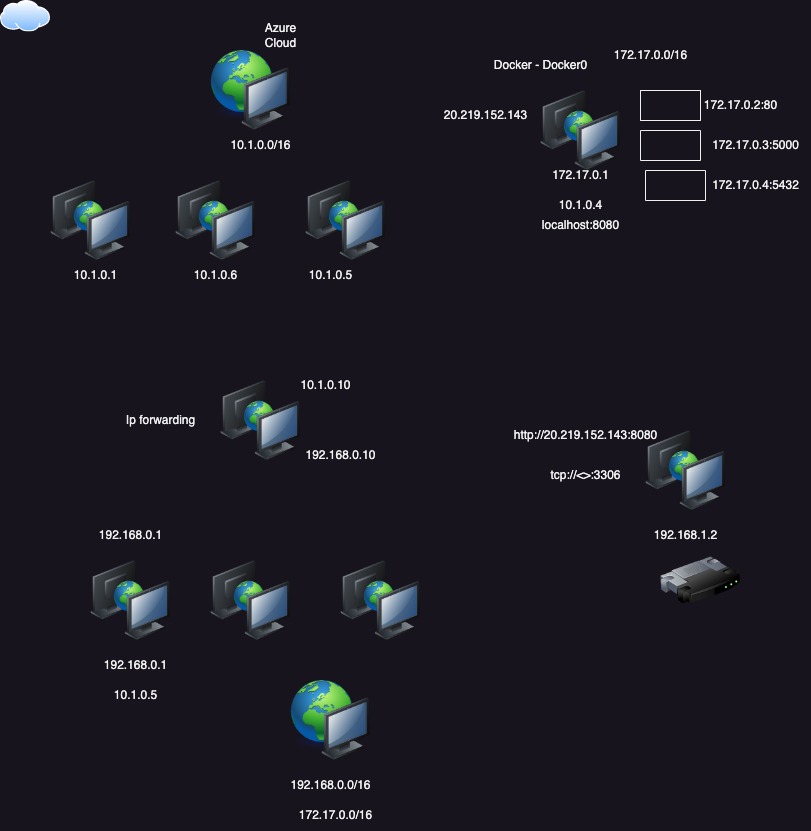 Azure
Cloud
10.1.0.0/16
10.1.0.1
10.1.0.6
10.1.0.5
172.17.0.0/16
Docker - Docker0
20.219.152.143
172.17.0.2:80
172.17.0.3:5000
172.17.0.4:5432
172.17.0.1
10.1.0.4
localhost:8080
10.1.0.10
Ip forwarding
192.168.0.10
http://20.219.152.143:8080
tcp://<>:3306
192.168.1.2
192.168.0.1
192.168.0.1
10.1.0.5
192.168.0.0/16
172.17.0.0/16